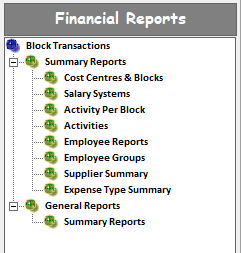 Financial Reports
Block Transactions
Summary Reports
Cost Centres & Blocks
Salary Systems
Activity Per Block
Activities
Employee Reports
Employee Groups
Supplier Summary
Expense Type Summary
General Reports
Summary Reports